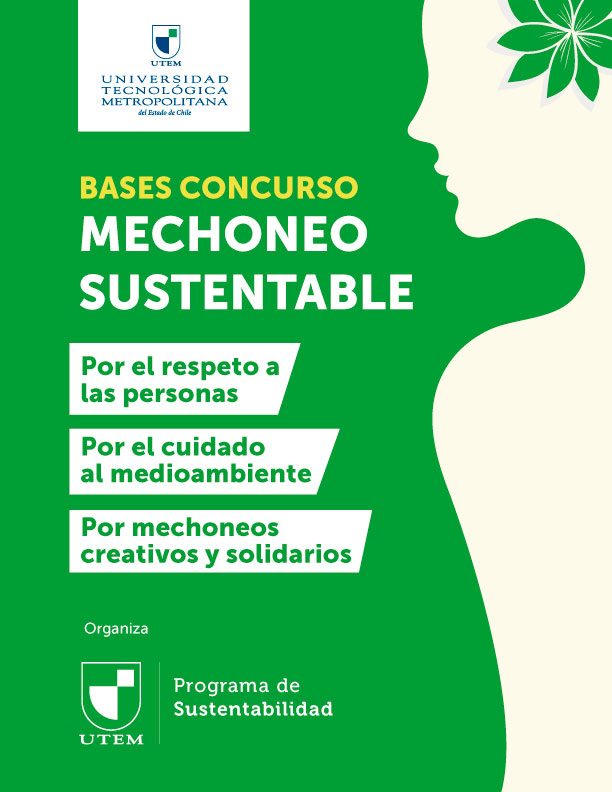 UTEM
UNIVERSIDAD
TECNOLÓGICA
METROPOLITANA
del Estado de Chile
BASES CONCURSO
MECHONEO
SUSTENTABLE
Por el respeto a
las personas
Por el cuidado
al medioambiente
Por mechoneos
creativos y solidarios
Organiza
UTEM
Programa de
Sustentabilidad